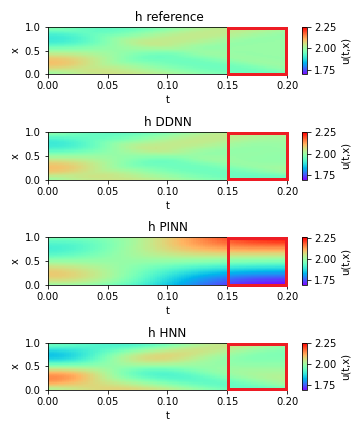 h reference
1.0
0.5
0.0
x
0.00
0.05
0.10
0.15
0.20
t
2.25
2.00
1.75
u(t,x)
h DDNN
1.0
0.5
0.0
x
0.00
0.05
0.10
0.15
0.20
t
2.25
2.00
1.75
u(t,x)
h PINN
1.0
0.5
0.0
x
0.00
0.05
0.10
0.15
0.20
t
2.25
2.00
1.75
u(t,x)
h HNN
1.0
0.5
0.0
x
0.00
0.05
0.10
0.15
0.20
t
2.25
2.00
1.75
u(t,x)